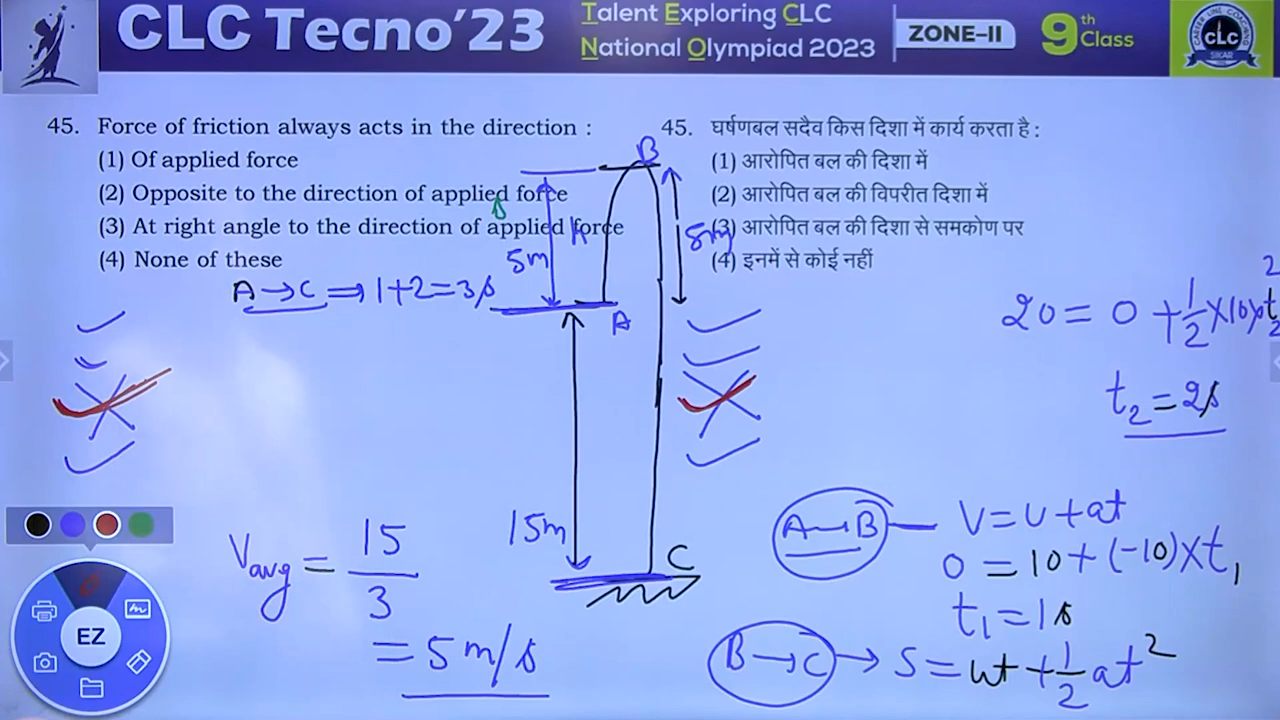 CLC Tecno'23
Talent Exploring CLC
National Olympiad 2023
ZONE–II
9th Class
CAREER LINE COACHING
CLC
SIKAR
45. Force of friction always acts in the direction :
(1) Of applied force
(2) Opposite to the direction of applied force
(3) At right angle to the direction of applied force
(4) None of these
45. घर्षणबल सदैव किस दिशा में कार्य करता है :
(1) आरोपित बल की दिशा में
(2) आरोपित बल की विपरीत दिशा में
(3) आरोपित बल की दिशा से समकोण पर
(4) इनमें से कोई नहीं
B
h
5m
5m
A→C ⇒ 1+2=3s
A
15m
C
Vavg = 15/3
= 5 m/s
20 = 0 + 1/2 × 10 × t₂²
t₂ = 2s
A→B — V = u + at
0 = 10 + (-10) × t₁
t₁ = 1s
B→C → S = ut + 1/2 at²
EZ